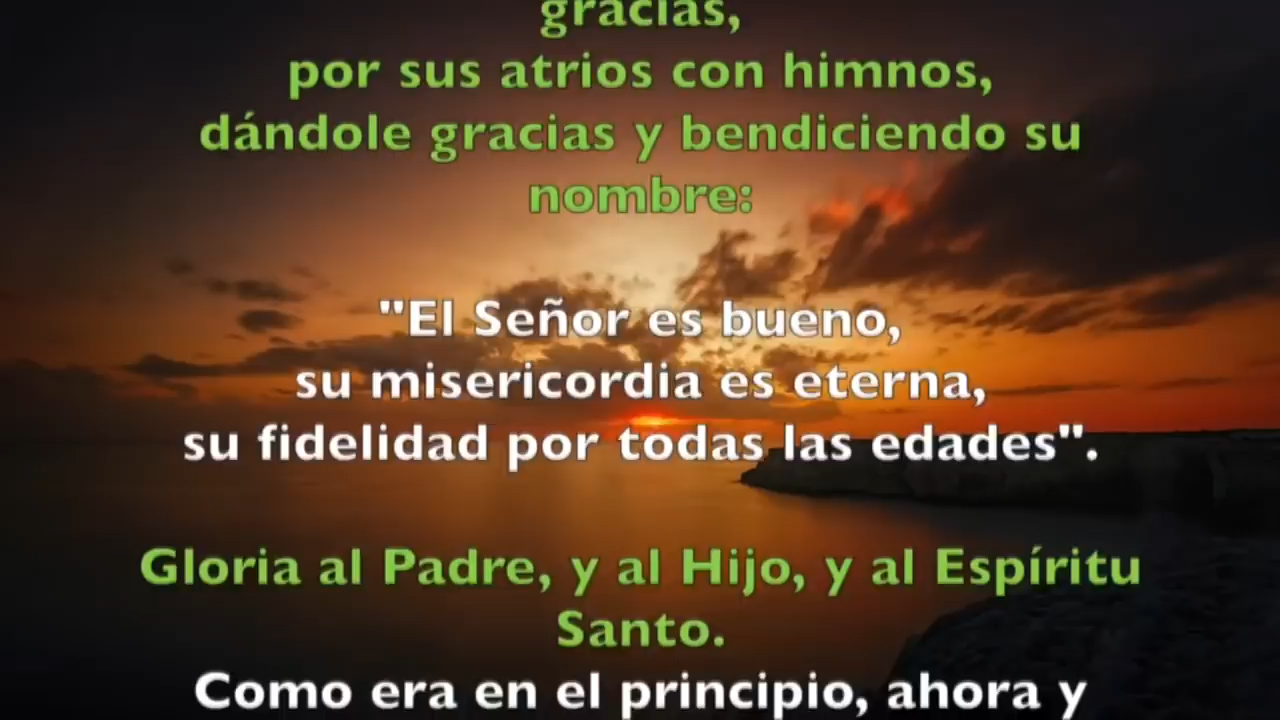 gracias,
por sus atrios con himnos,
dándole gracias y bendiciendo su
nombre:
"El Señor es bueno,
su misericordia es eterna,
su fidelidad por todas las edades".
Gloria al Padre, y al Hijo, y al Espíritu
Santo.
Como era en el principio, ahora y